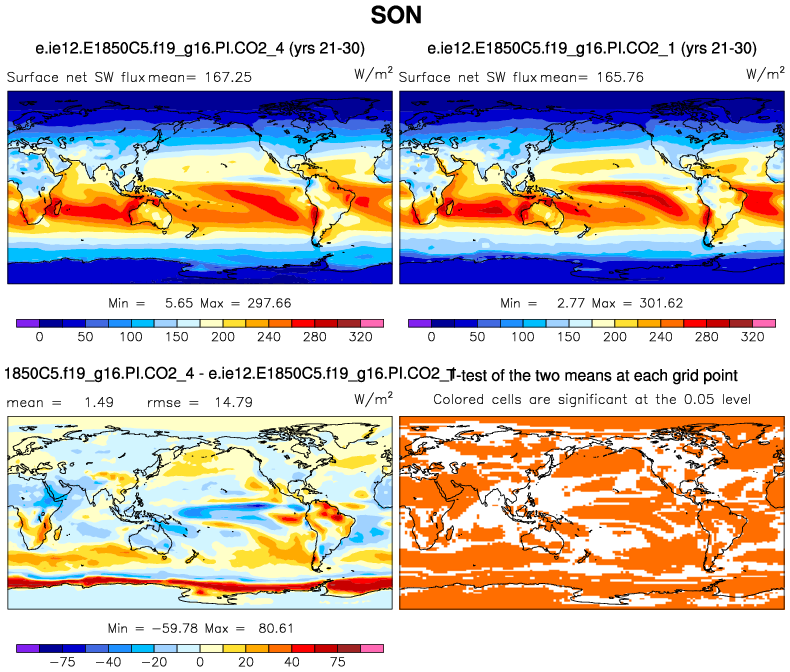 SON
e.ie12.E1850C5.f19_g16.PI.CO2_4 (yrs 21-30)
e.ie12.E1850C5.f19_g16.PI.CO2_1 (yrs 21-30)
Surface net SW flux mean= 167.25 W/m²
Surface net SW flux mean= 165.76 W/m²
Min = 5.65 Max = 297.66
Min = 2.77 Max = 301.62
0 50 100 150 200 240 280 320
0 50 100 150 200 240 280 320
1850C5.f19_g16.PI.CO2_4 - e.ie12.E1850C5.f19_g16.PI.CO2_
T-test of the two means at each grid point
mean = 1.49 rmse = 14.79 W/m²
Colored cells are significant at the 0.05 level
Min = −59.78 Max = 80.61
−75 −40 −20 0 20 40 75